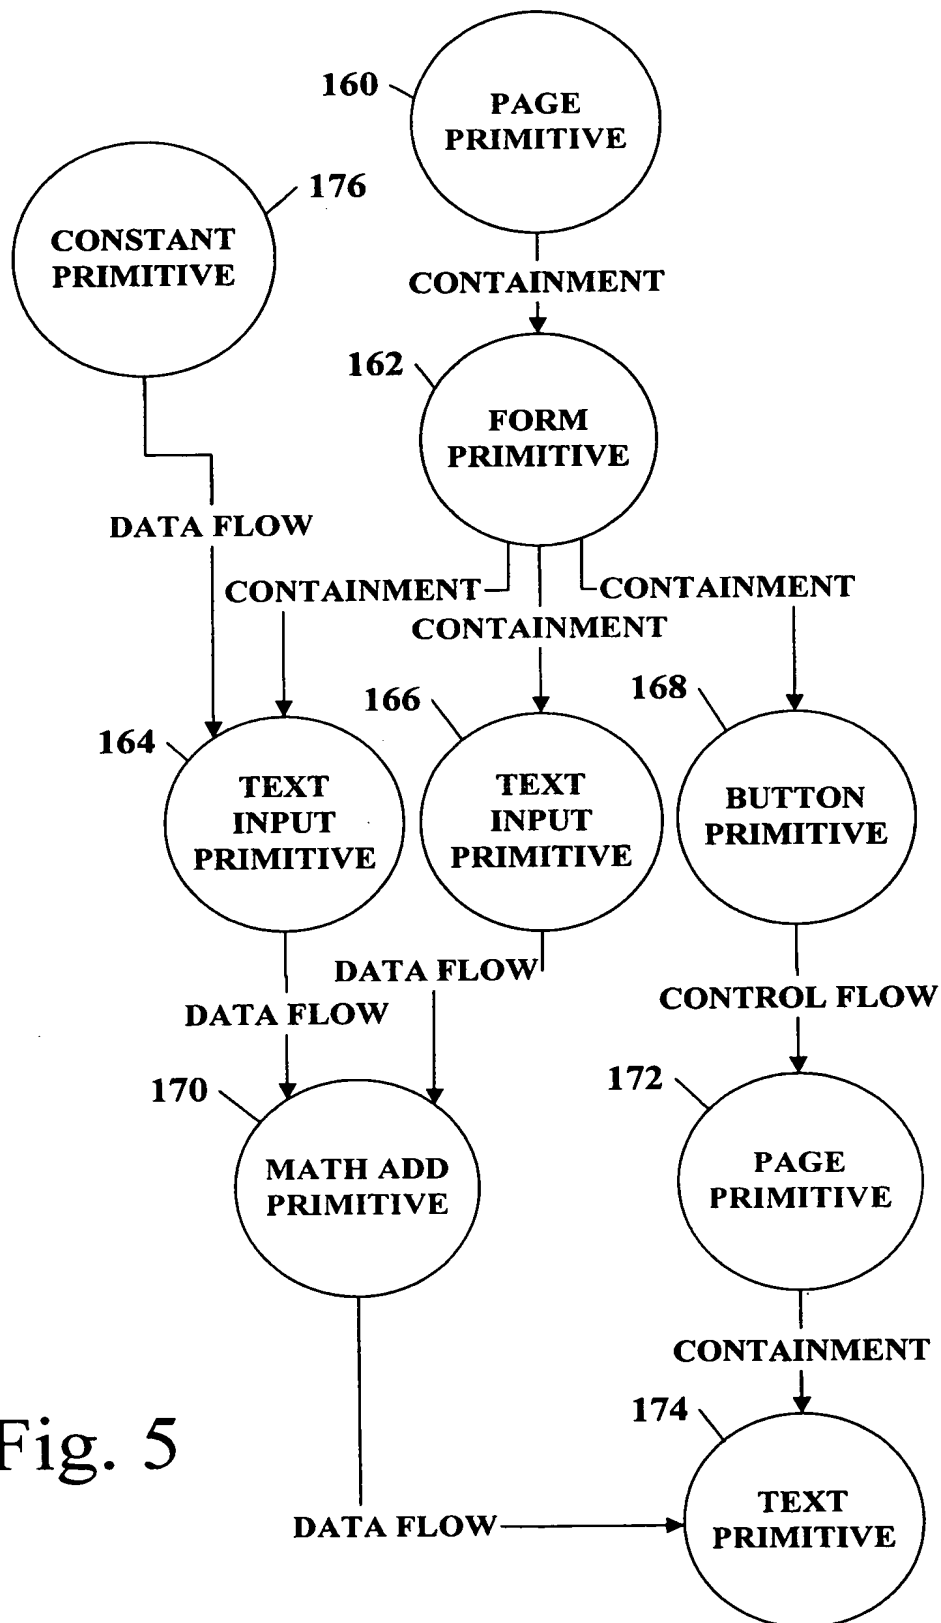 160
PAGE
PRIMITIVE
176
CONSTANT
PRIMITIVE
CONTAINMENT
162
FORM
PRIMITIVE
DATA FLOW
CONTAINMENT
CONTAINMENT
CONTAINMENT
164
TEXT
INPUT
PRIMITIVE
166
TEXT
INPUT
PRIMITIVE
168
BUTTON
PRIMITIVE
DATA FLOW
DATA FLOW
CONTROL FLOW
170
MATH ADD
PRIMITIVE
172
PAGE
PRIMITIVE
CONTAINMENT
174
TEXT
PRIMITIVE
DATA FLOW
Fig. 5